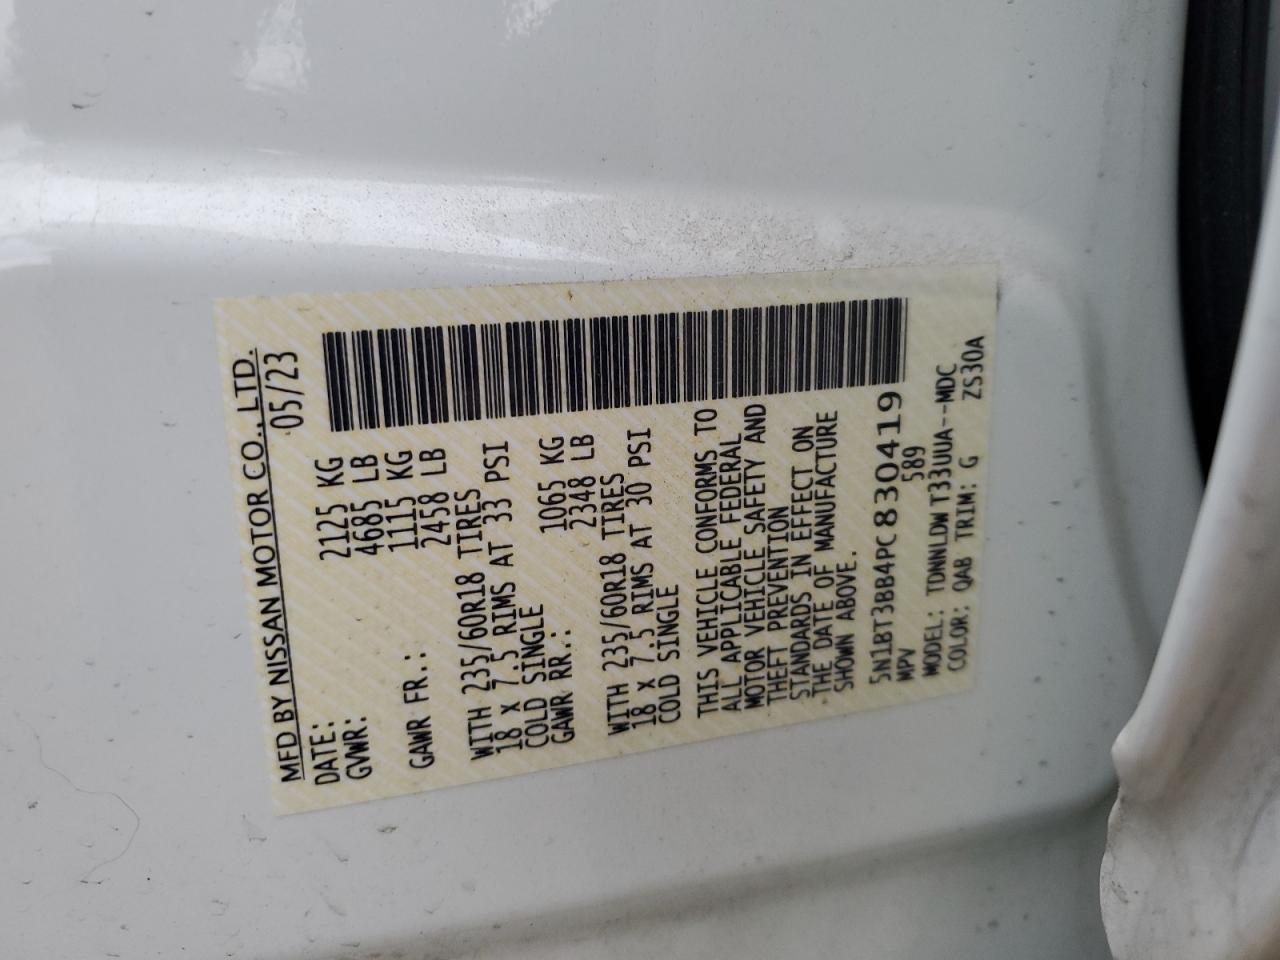 MFD BY NISSAN MOTOR CO., LTD.
DATE: 05/23
GVWR: 2125 KG
4685 LB
GAWR FR.: 1115 KG
2458 LB
WITH 235/60R18 TIRES
18 X 7.5 RIMS AT 33 PSI
COLD SINGLE
GAWR RR.: 1065 KG
2348 LB
WITH 235/60R18 TIRES
18 X 7.5 RIMS AT 30 PSI
COLD SINGLE
THIS VEHICLE CONFORMS TO
ALL APPLICABLE FEDERAL
MOTOR VEHICLE SAFETY AND
THEFT PREVENTION
STANDARDS IN EFFECT ON
THE DATE OF MANUFACTURE
SHOWN ABOVE.
5N1BT3BB4PC830419
MPV 589
MODEL: TDNNLDWT33UUA--MDC
COLOR: QAB TRIM: G ZS30A